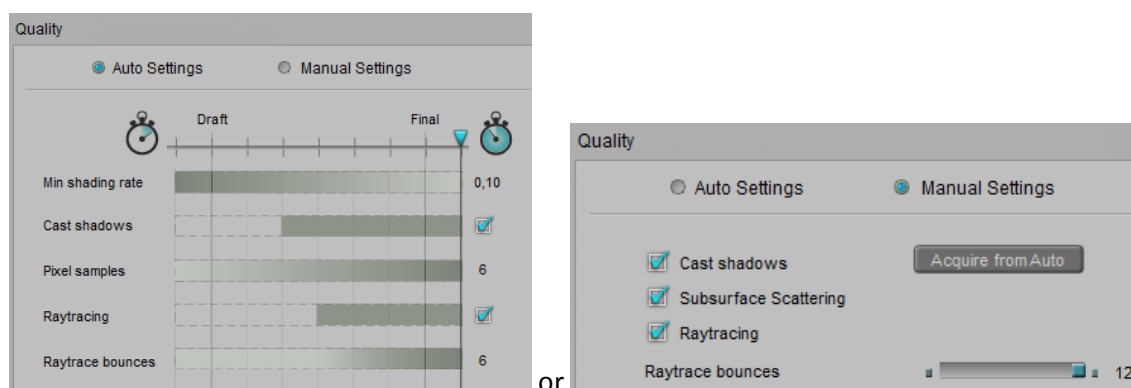 Quality
Auto Settings Manual Settings
Draft Final
Min shading rate 0,10
Cast shadows
Pixel samples 6
Raytracing
Raytrace bounces 6
or
Quality
Auto Settings Manual Settings
Cast shadows Acquire from Auto
Subsurface Scattering
Raytracing
Raytrace bounces 12